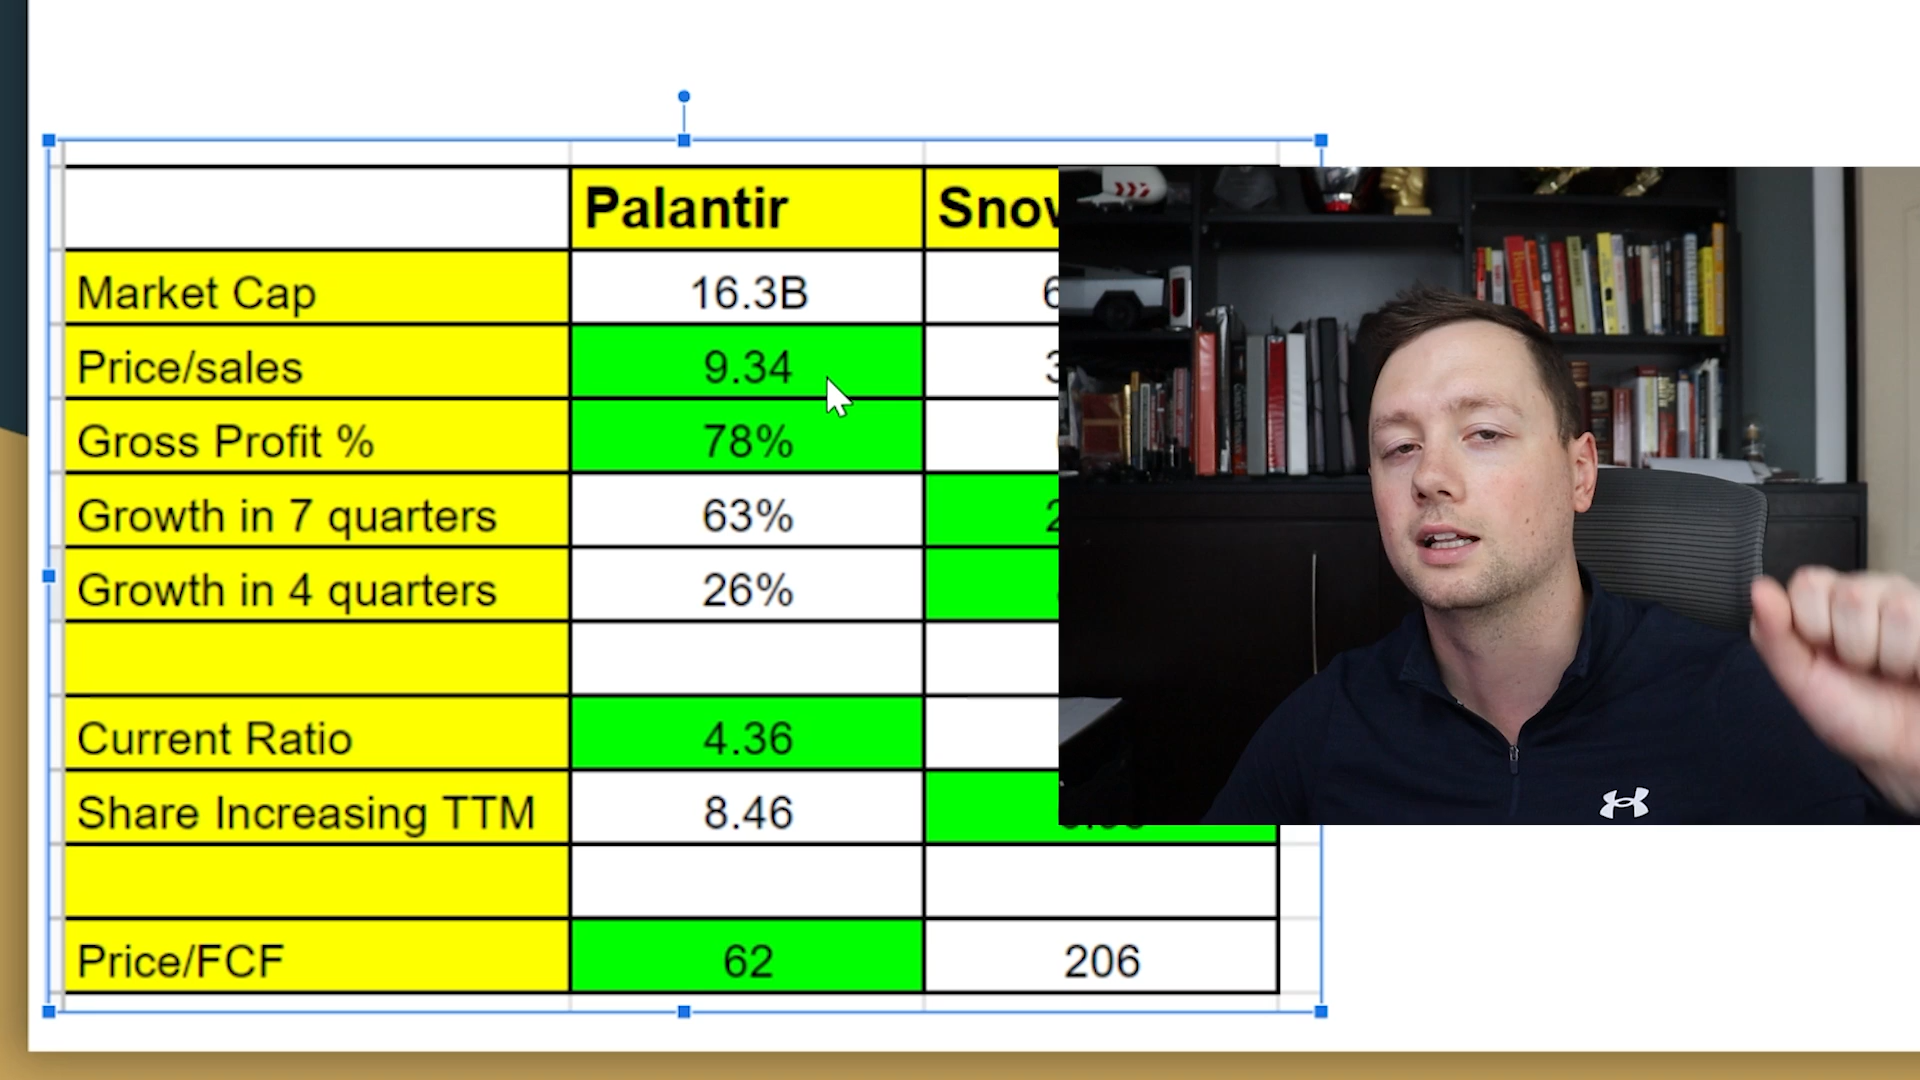 Palantir
Market Cap 16.3B
Price/sales 9.34
Gross Profit % 78%
Growth in 7 quarters 63%
Growth in 4 quarters 26%
Current Ratio 4.36
Share Increasing TTM 8.46
Price/FCF 62 206